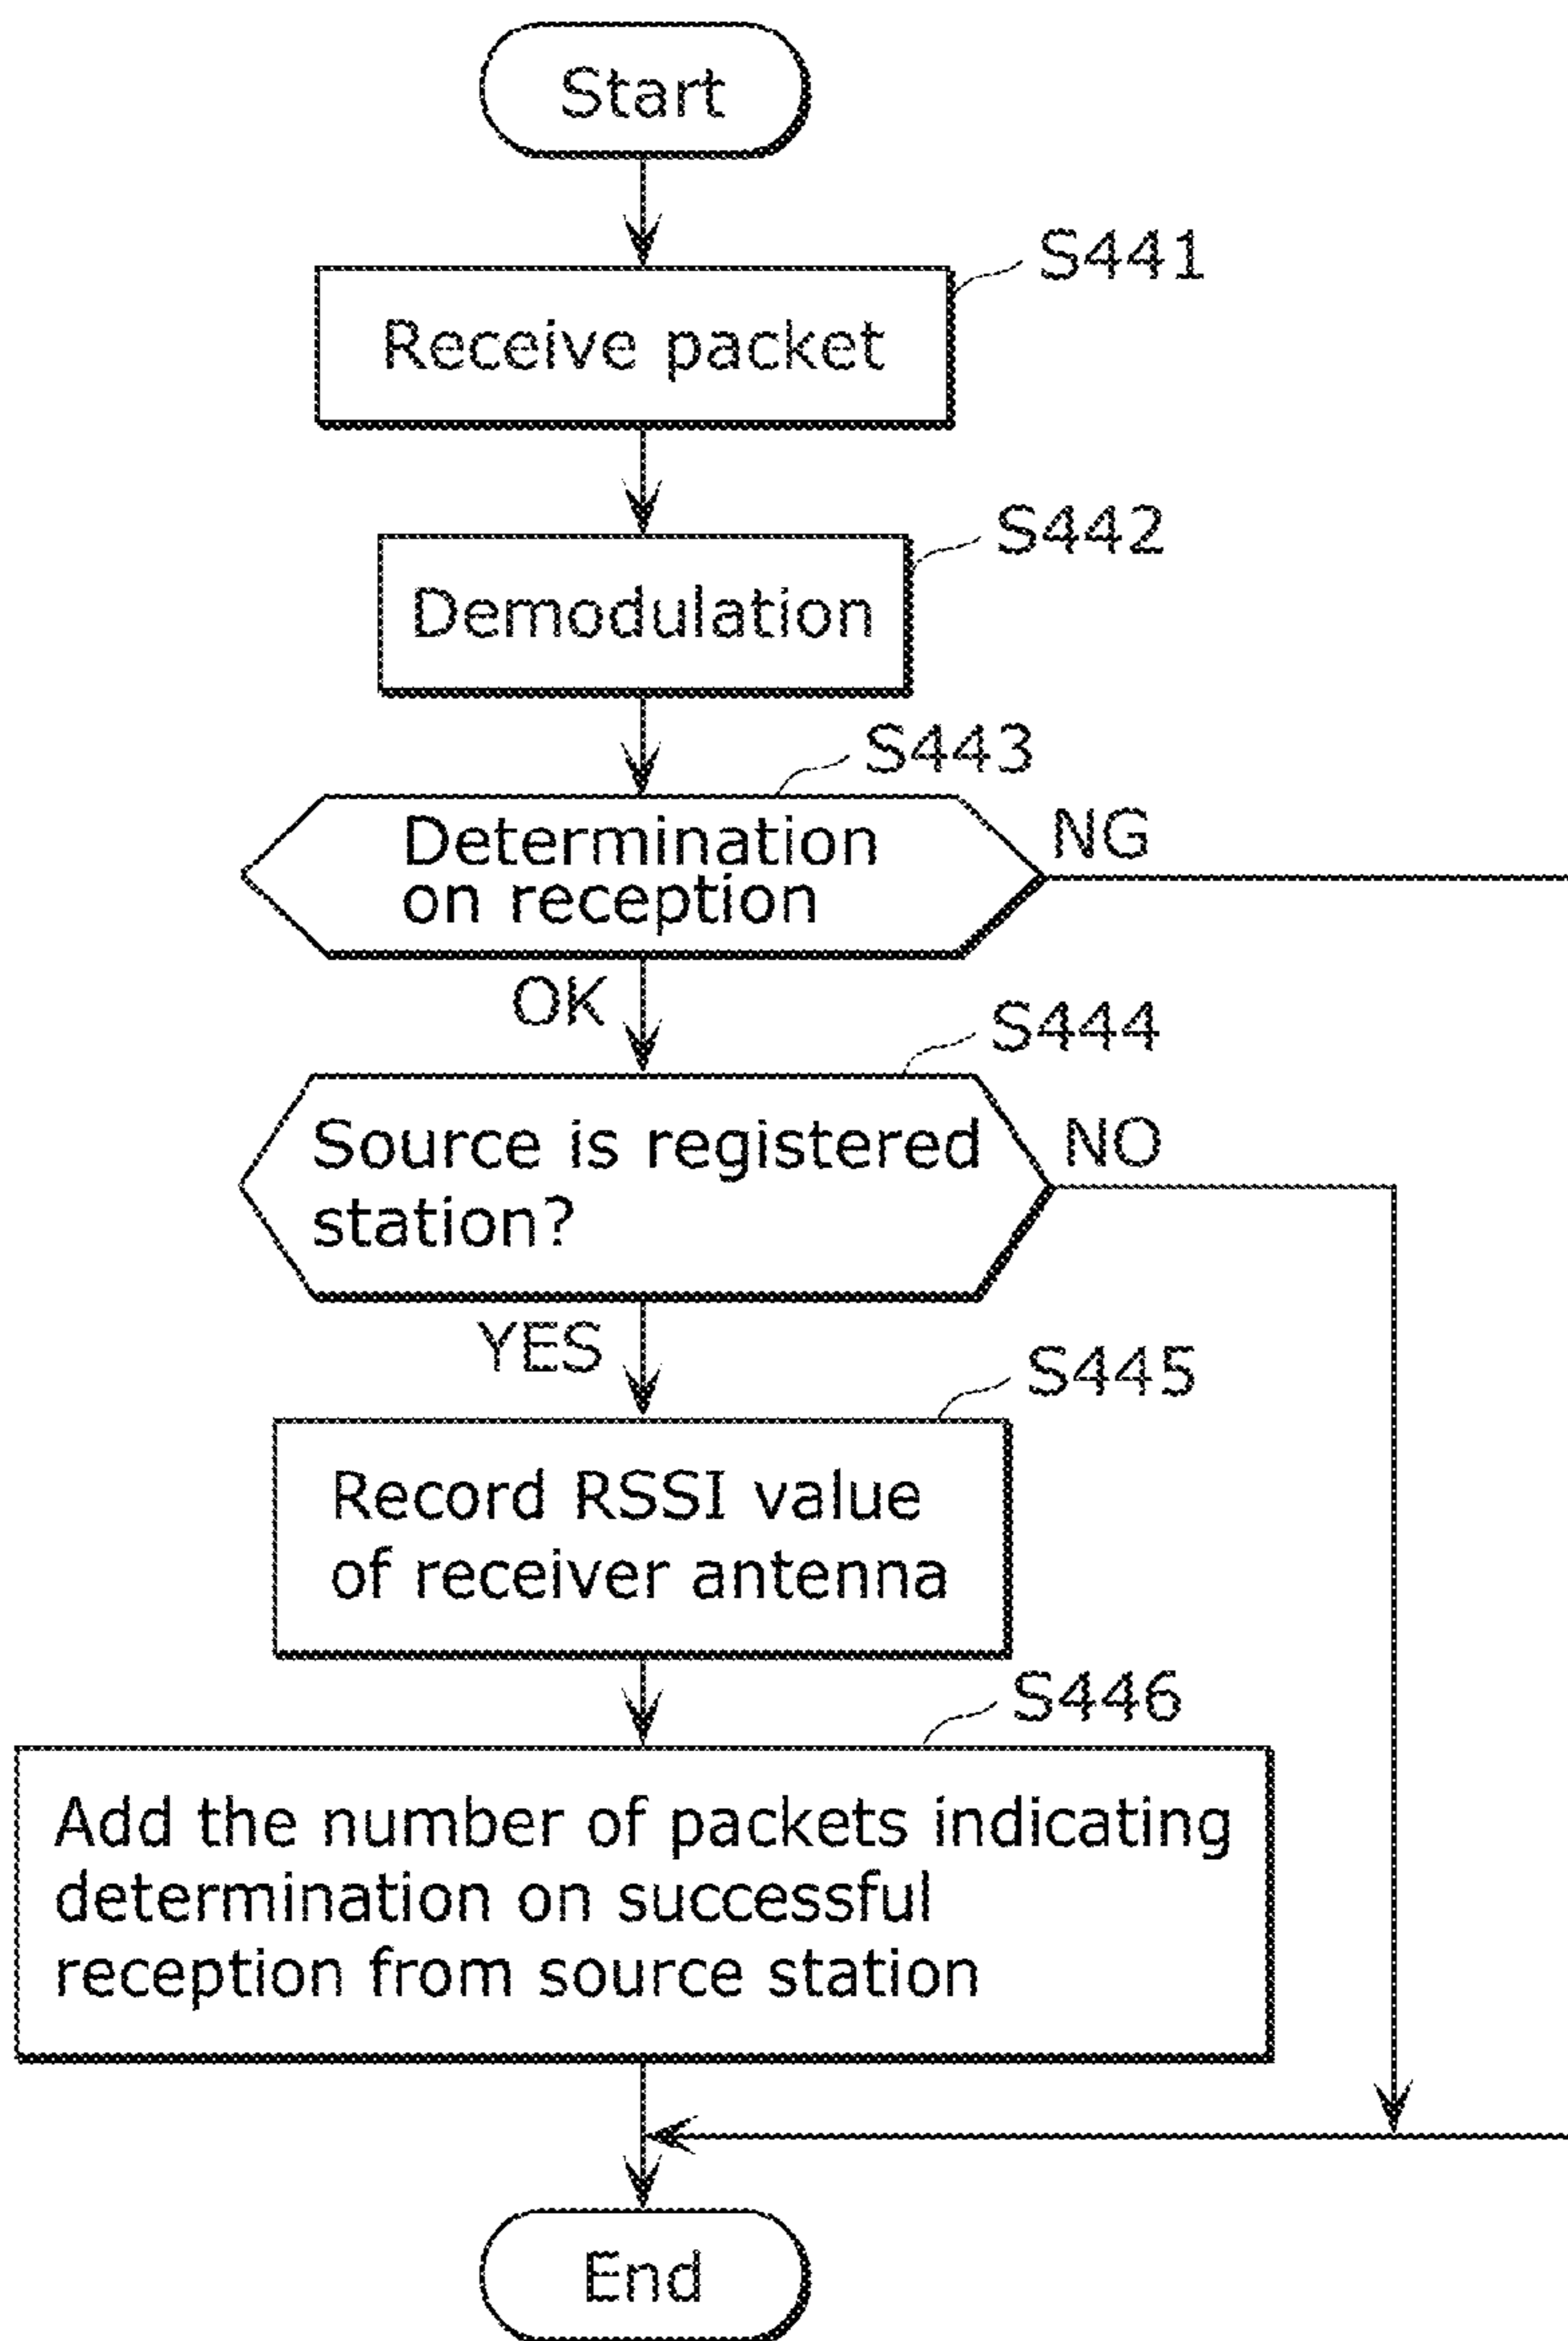 Start
S441
Receive packet
S442
Demodulation
S443
Determination
on reception
NG
OK
S444
Source is registered
station?
NO
YES
S445
Record RSSI value
of receiver antenna
S446
Add the number of packets indicating
determination on successful
reception from source station
End